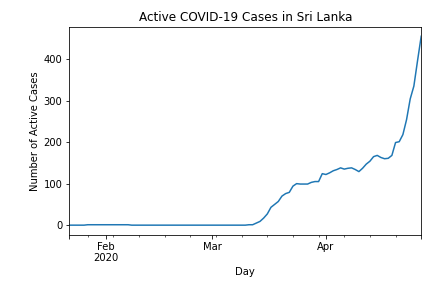 Active COVID-19 Cases in Sri Lanka
Number of Active Cases
400
300
200
100
0
Feb
2020
Mar
Apr
Day